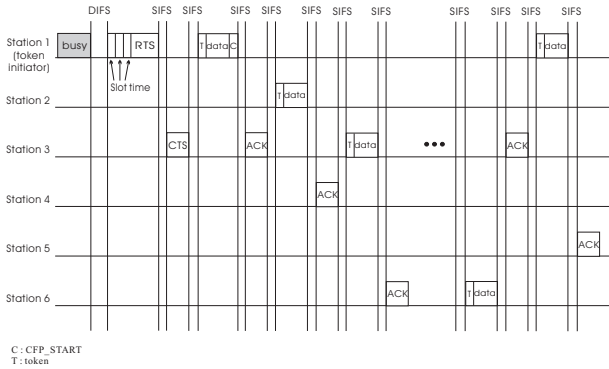 DIFS SIFS SIFS SIFS SIFS SIFS SIFS SIFS SIFS SIFS SIFS SIFS
Station 1 busy RTS T data C T data
(token
initiator)
Slot time
Station 2 T data
Station 3 CTS ACK T data ••• ACK
Station 4 ACK
Station 5 ACK
Station 6 ACK T data
C : CFP_START
T : token